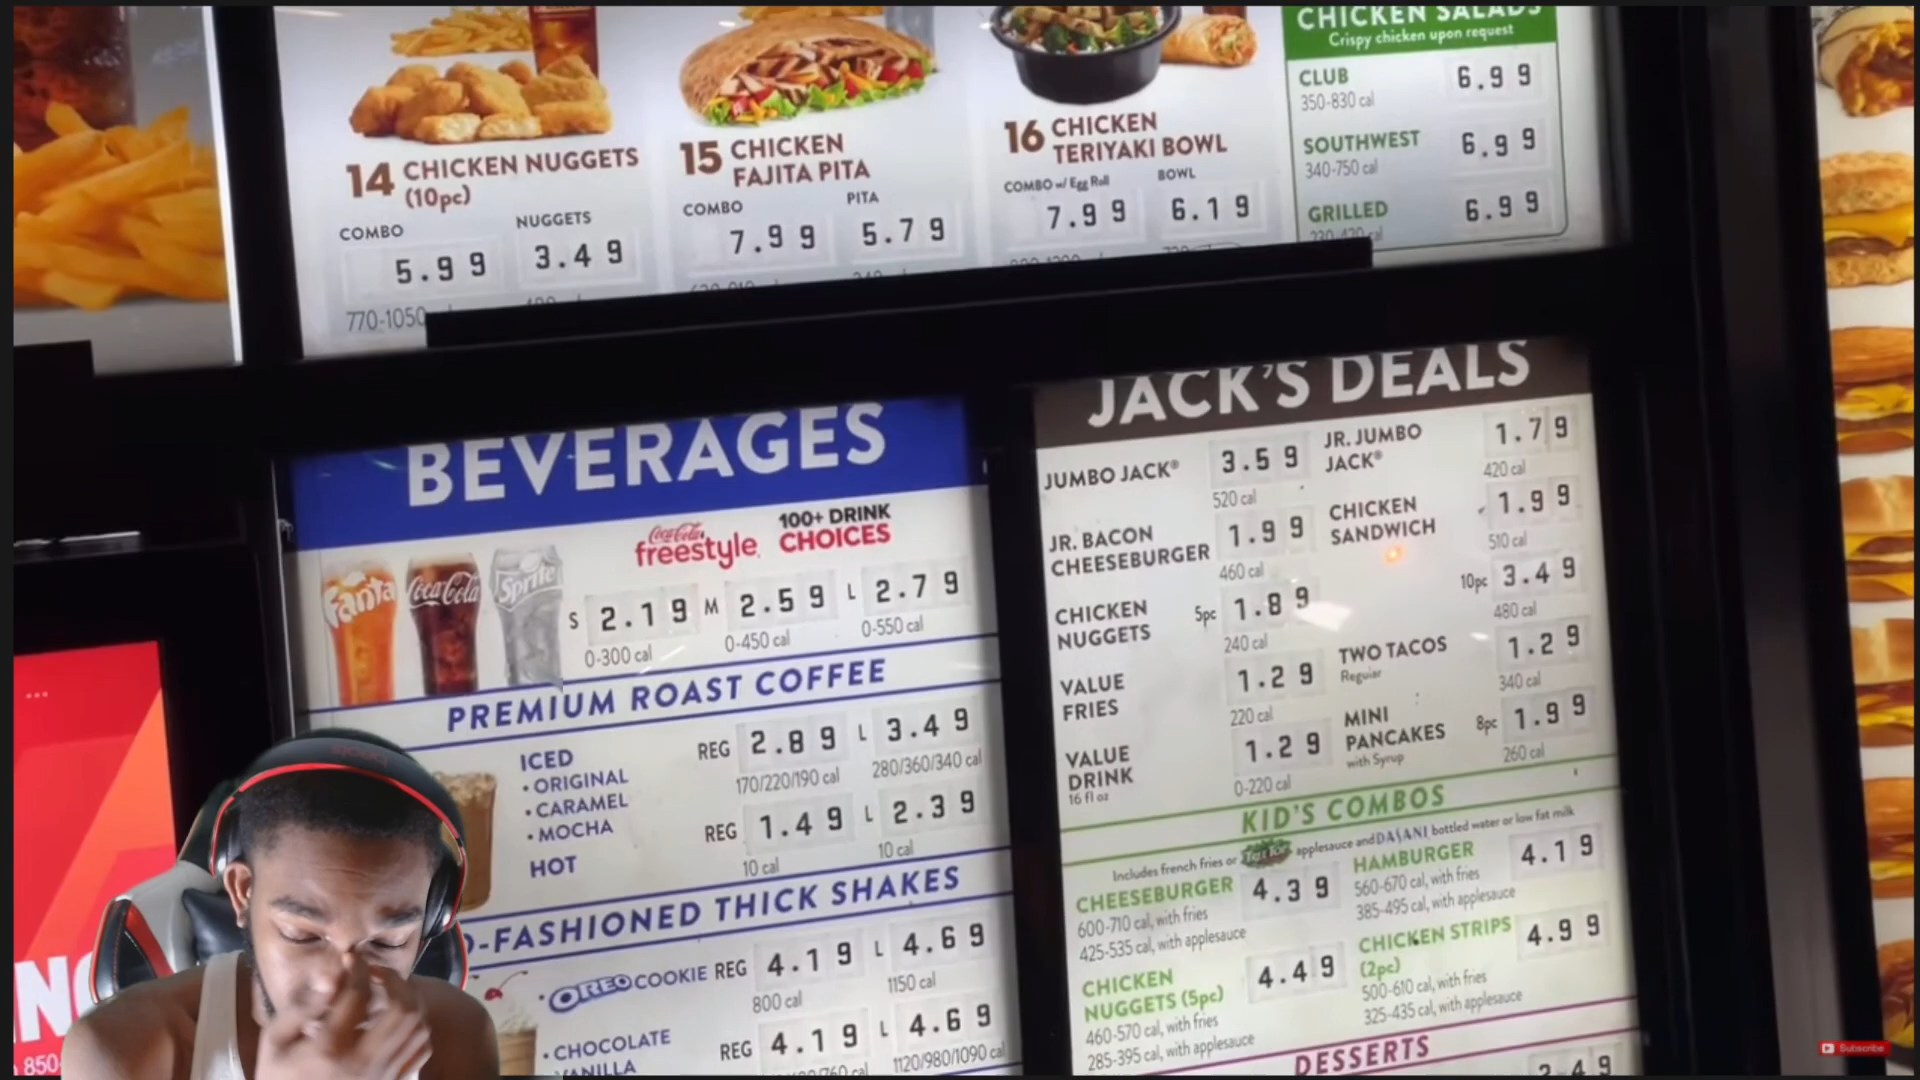 14 CHICKEN NUGGETS
(10pc)
COMBO
5.99
770-1050
NUGGETS
3.49
15 CHICKEN
FAJITA PITA
COMBO
7.99
PITA
5.79
16 CHICKEN
TERIYAKI BOWL
COMBO w/ Egg Roll
7.99
BOWL
6.19
CHICKEN SALADS
Crispy chicken upon request
CLUB 6.99
350-830 cal
SOUTHWEST 6.99
340-750 cal
GRILLED 6.99
BEVERAGES
Coca-Cola
freestyle
100+ DRINK
CHOICES
Fanta
Coca-Cola
Sprite
S 2.19 M 2.59 L 2.79
0-300 cal 0-450 cal 0-550 cal
PREMIUM ROAST COFFEE
ICED REG 2.89 L 3.49
• ORIGINAL 170/220/190 cal 280/360/340 cal
• CARAMEL
• MOCHA
HOT REG 1.49 L 2.39
10 cal 10 cal
D-FASHIONED THICK SHAKES
• OREO COOKIE REG 4.19 L 4.69
800 cal 1150 cal
• CHOCOLATE REG 4.19 L 4.69
VANILLA 1120/980/1090 cal
JACK'S DEALS
JUMBO JACK® 3.59
520 cal
JR. JUMBO
JACK® 1.79
420 cal
JR. BACON
CHEESEBURGER 1.99
460 cal
CHICKEN
SANDWICH 1.99
510 cal
CHICKEN
NUGGETS 5pc 1.89
240 cal
10pc 3.49
480 cal
VALUE
FRIES 1.29
220 cal
TWO TACOS 1.29
Regular
340 cal
VALUE
DRINK 1.29
16 fl oz
0-220 cal
MINI
PANCAKES 8pc 1.99
with Syrup
260 cal
KID'S COMBOS
Includes french fries or Tree Top applesauce and DASANI bottled water or low fat milk
CHEESEBURGER 4.39
600-710 cal, with fries
425-535 cal, with applesauce
HAMBURGER 4.19
560-670 cal, with fries
385-495 cal, with applesauce
CHICKEN
NUGGETS (5pc) 4.49
460-570 cal, with fries
285-395 cal, with applesauce
CHICKEN STRIPS
(2pc) 4.99
500-610 cal, with fries
325-435 cal, with applesauce
DESSERTS
2.49
850
Subscribe